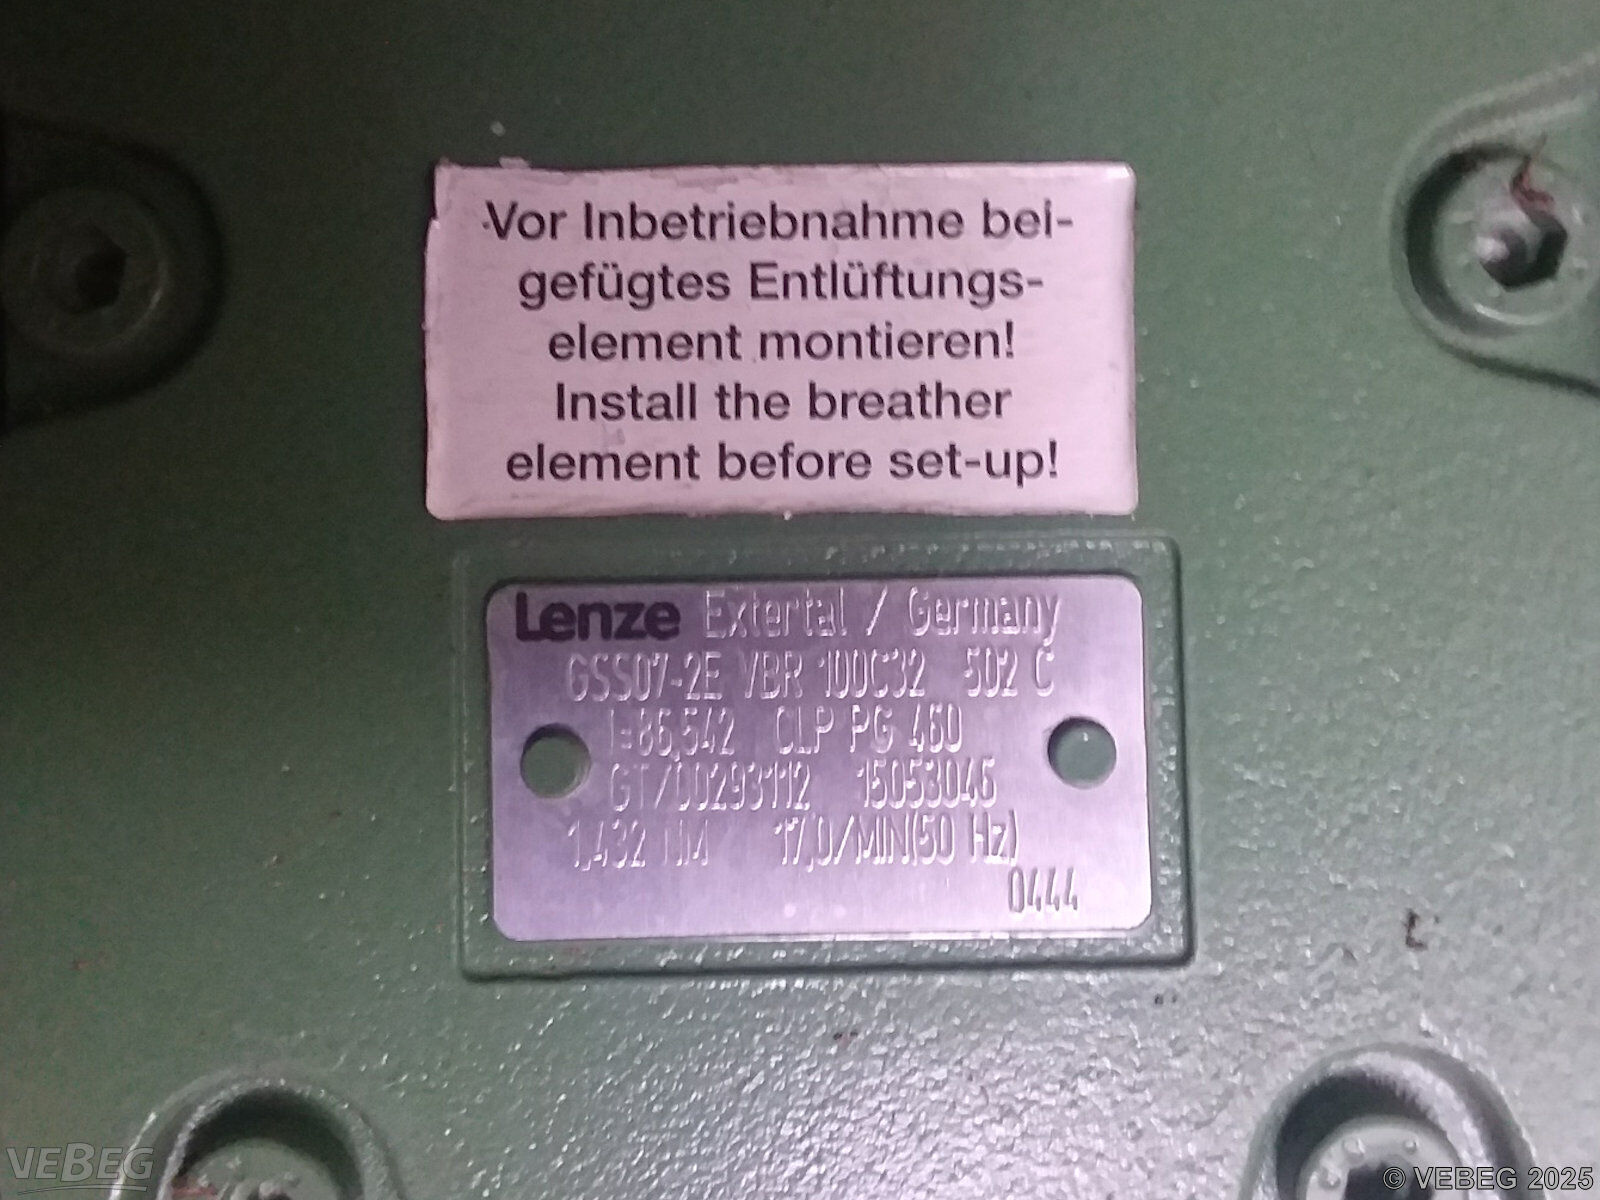 Vor Inbetriebnahme bei-
gefügtes Entlüftungs-
element montieren!
Install the breather
element before set-up!
Lenze Extertal / Germany
GSS07-2E VBR 100C32 502 C
I=86,542 CLP PG 460
GT/00293112 15053046
1,432 NM 17,0/MIN(50 Hz)
0444
VEBEG
© VEBEG 2025